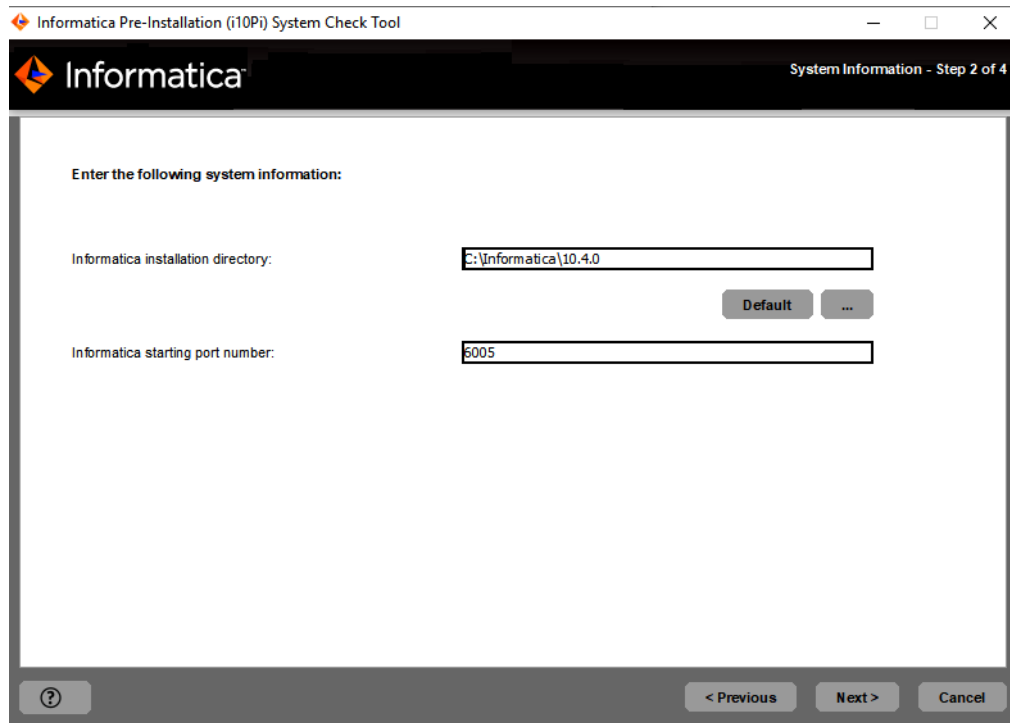 Informatica Pre-Installation (i10Pi) System Check Tool
Informatica
System Information - Step 2 of 4
Enter the following system information:
Informatica installation directory:
C:\Informatica\10.4.0
Default
...
Informatica starting port number:
6005
?
< Previous
Next >
Cancel